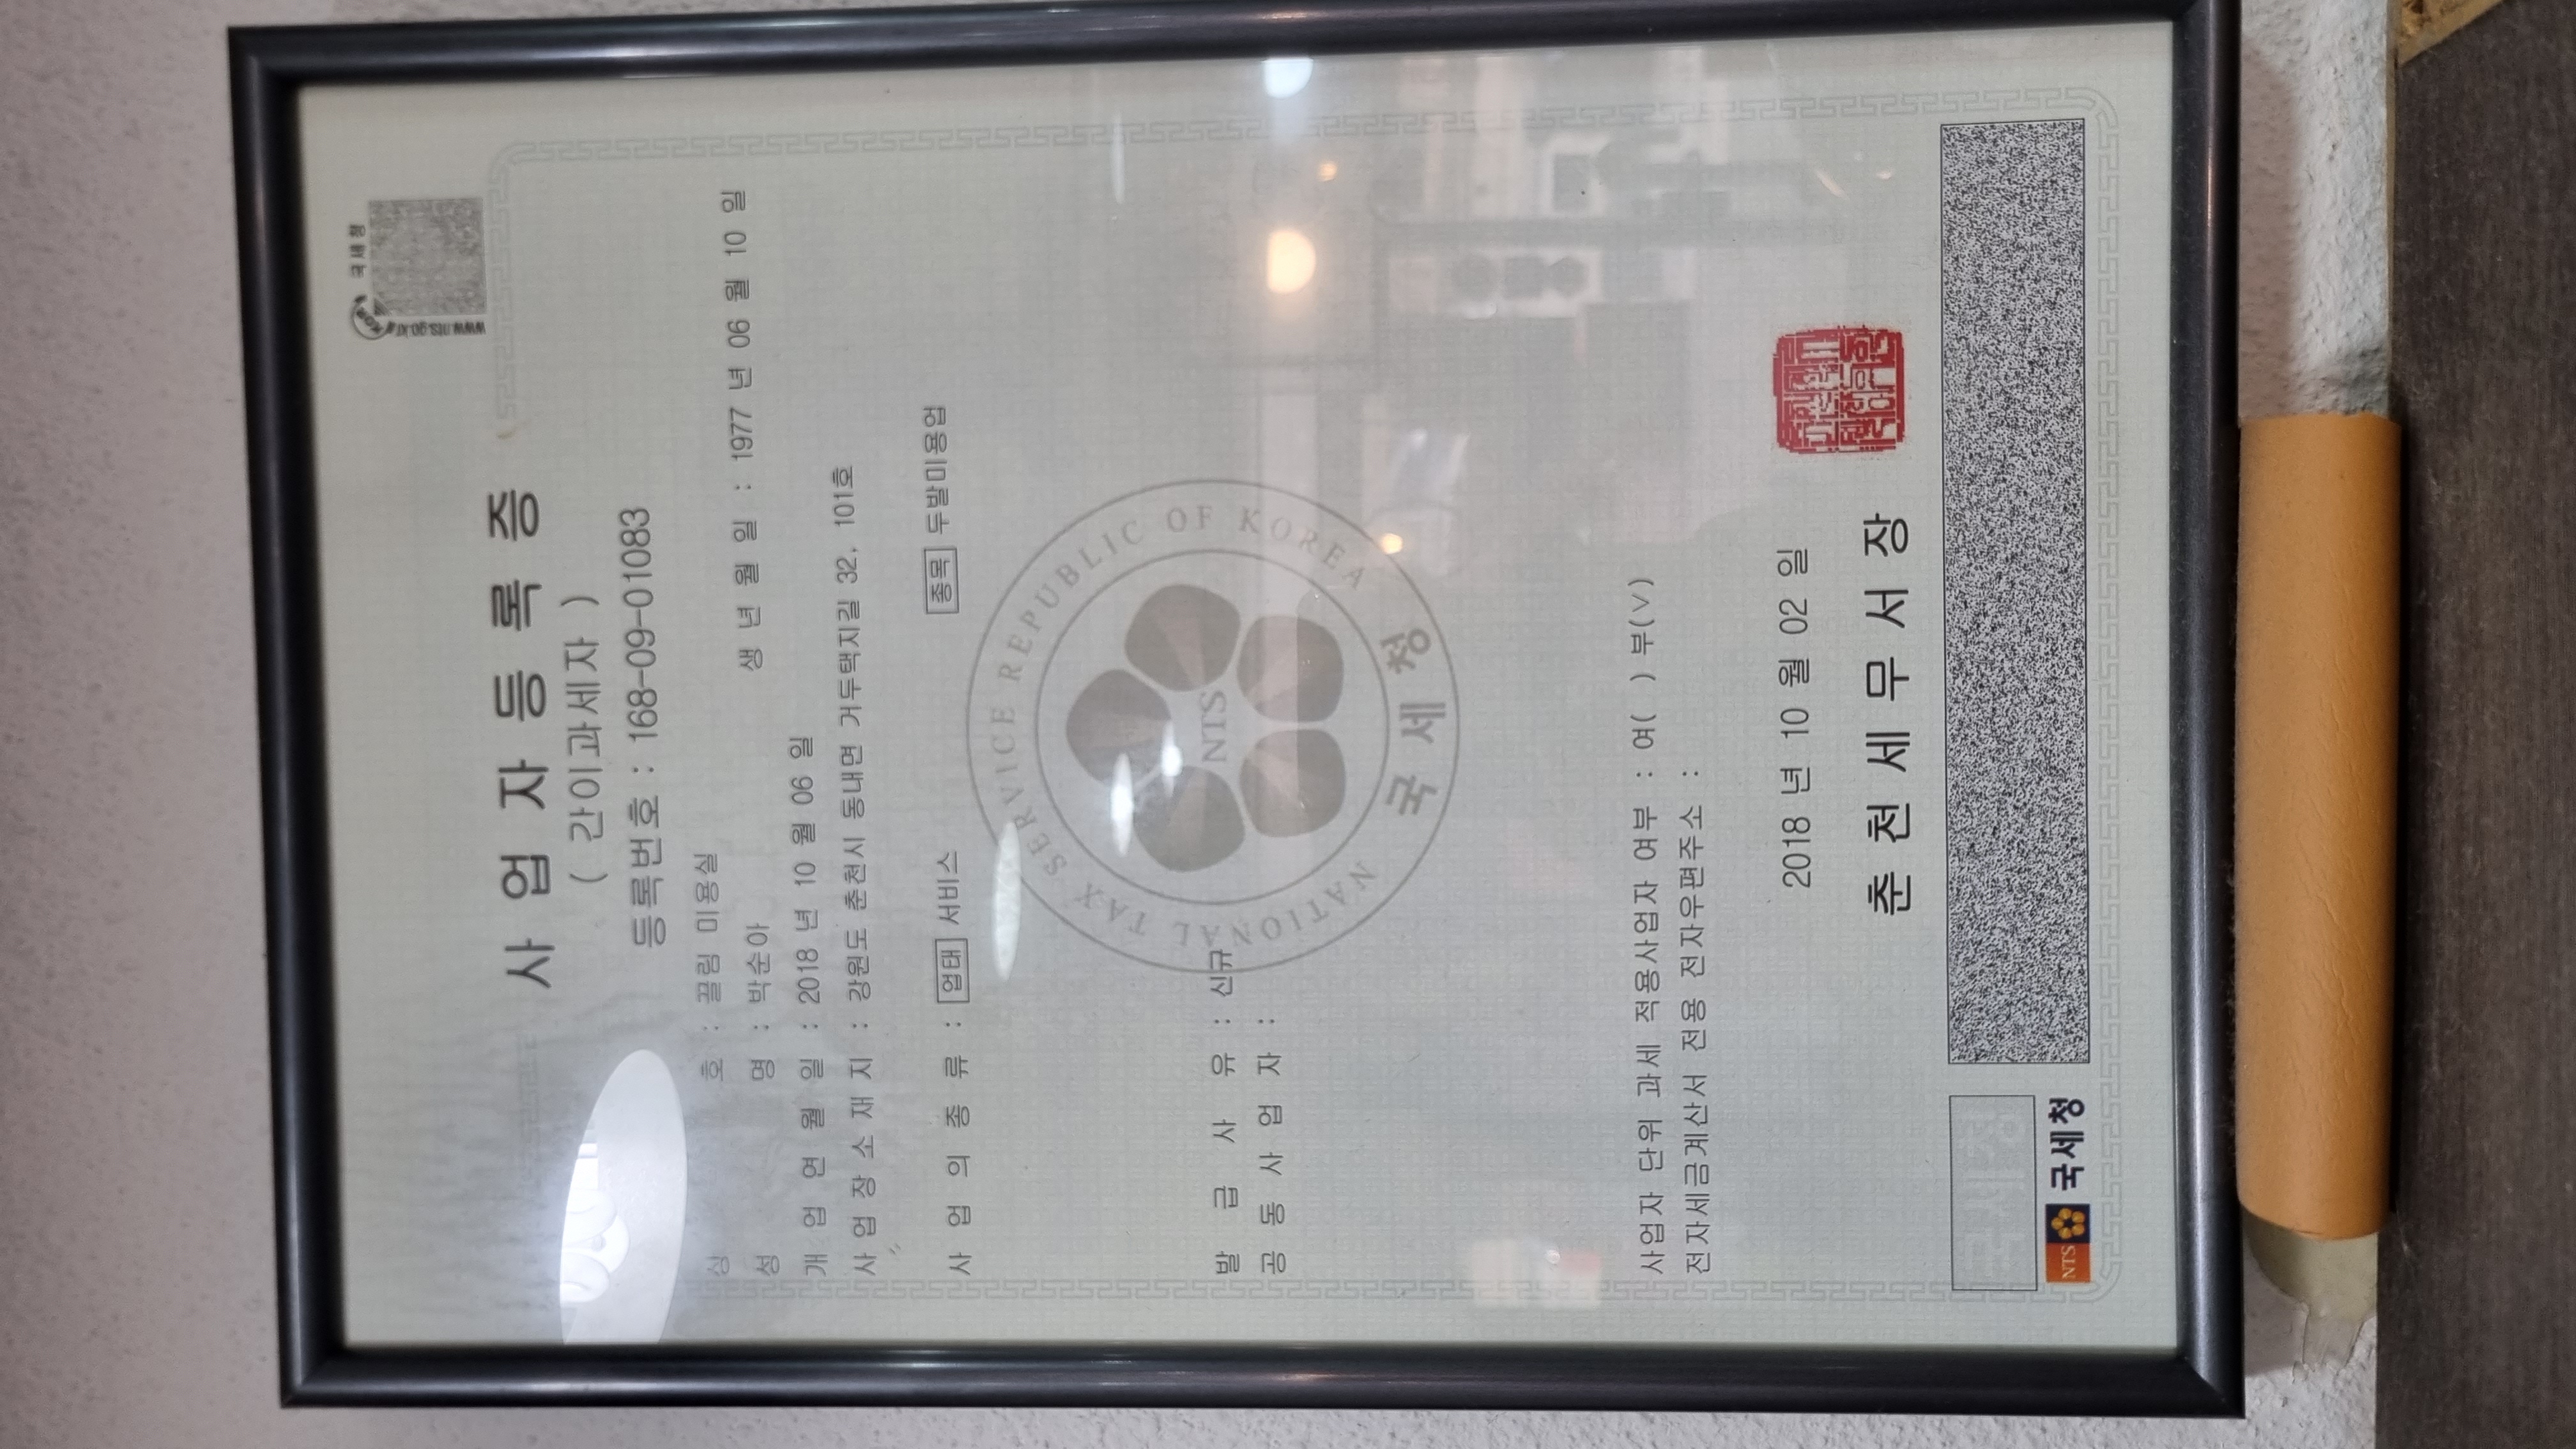 국세청
www.nts.go.kr
사업자등록증
( 간이과세자 )
등록번호 : 168-09-01083
상 호 : 끌림 미용실
성 명 : 박순아 생 년 월 일 : 1977 년 06 월 10 일
개 업 연 월 일 : 2018 년 10 월 06 일
사 업 장 소 재 지 : 강원도 춘천시 동내면 거두택지길 32, 101호
사 업 의 종 류 : 업태 서비스 종목 두발미용업
NATIONAL TAX SERVICE REPUBLIC OF KOREA
NTS
국세청
발 급 사 유 : 신규
공 동 사 업 자 :
사업자 단위 과세 적용사업자 여부 : 여( ) 부(∨)
전자세금계산서 전용 전자우편주소 :
2018 년 10 월 02 일
춘 천 세 무 서 장
국세청
NTS 국세청